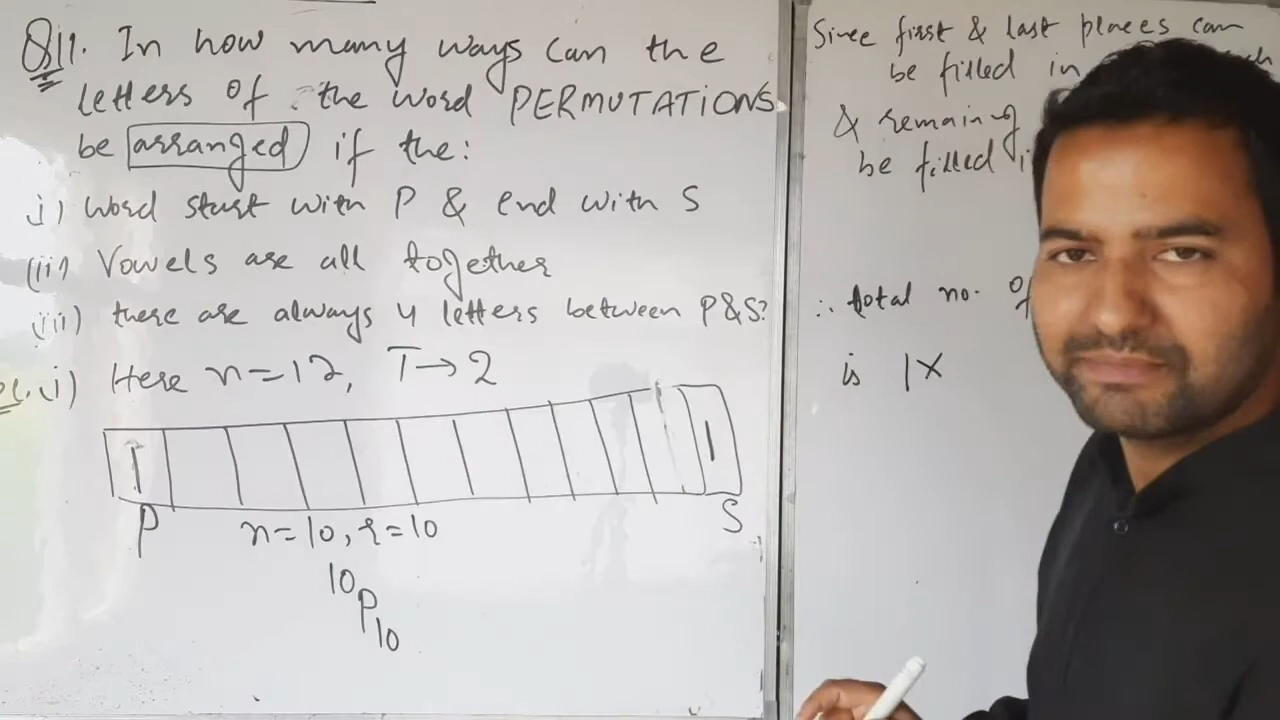 Q11. In how many ways can the
letters of the word PERMUTATIONS
be arranged if the:
i) word start with P & end with S
(ii) Vowels are all together
(iii) there are always 4 letters between P&S?
i) Here n=12, T→2
1 1
P S
n=10, r=10
10P10
Since first & last places can
be filled in
& remaining
be filled
∴ total no. of
is 1×